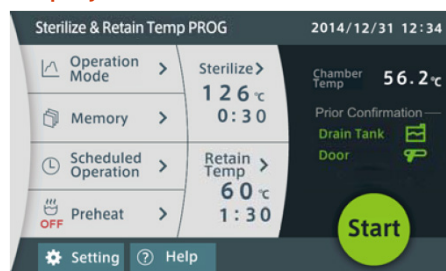 Sterilize & Retain Temp PROG
2014/12/31 12:34
Operation
Mode >
Memory >
Scheduled
Operation >
OFF Preheat >
Sterilize>
126℃
0:30
Retain
Temp >
60℃
1:30
Chamber
Temp 56.2℃
Prior Confirmation
Drain Tank
Door
Start
Setting
? Help